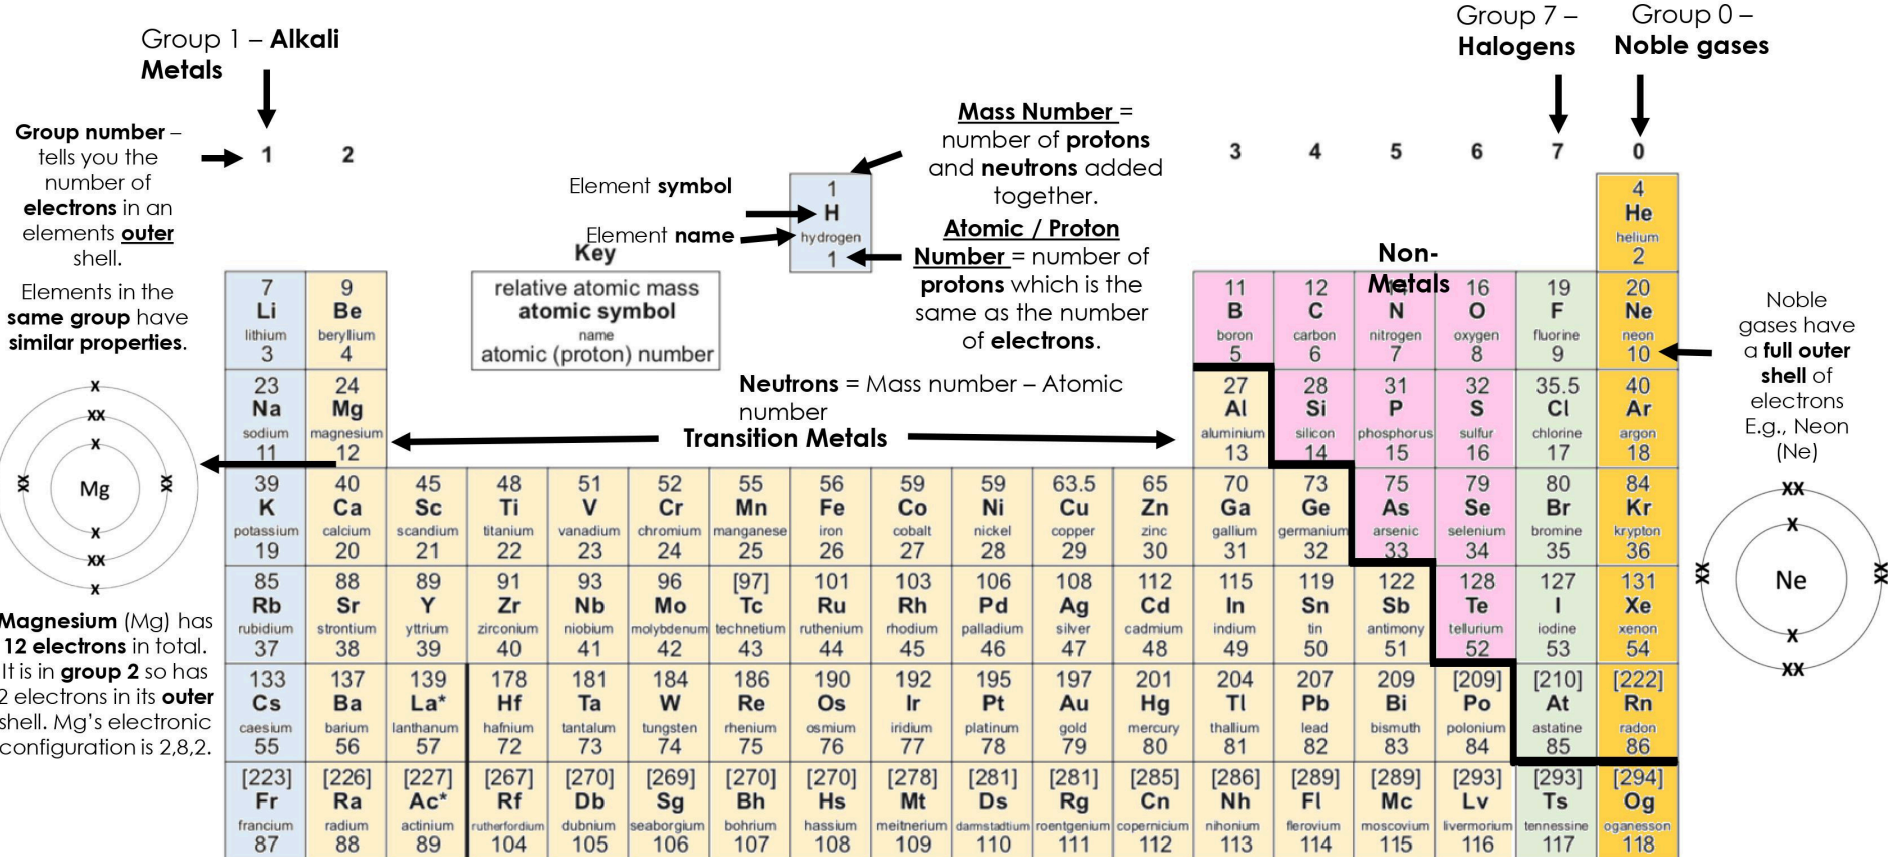 Group 1 – Alkali
Metals
Group 7 –
Halogens
Group 0 –
Noble gases
Group number –
tells you the
number of
electrons in an
elements outer
shell.
Elements in the
same group have
similar properties.
1 2
3 4 5 6 7 0
Element symbol
Element name
1
H
hydrogen
1
Mass Number =
number of protons
and neutrons added
together.
Atomic / Proton
Number = number of
protons which is the
same as the number
of electrons.
Key
relative atomic mass
atomic symbol
name
atomic (proton) number
Neutrons = Mass number – Atomic
number
Transition Metals
Non-
Metals
4
He
helium
2
7 9 11 12 14 16 19 20
Li Be B C N O F Ne
lithium beryllium boron carbon nitrogen oxygen fluorine neon
3 4 5 6 7 8 9 10
23 24 27 28 31 32 35.5 40
Na Mg Al Si P S Cl Ar
sodium magnesium aluminium silicon phosphorus sulfur chlorine argon
11 12 13 14 15 16 17 18
39 40 45 48 51 52 55 56 59 59 63.5 65 70 73 75 79 80 84
K Ca Sc Ti V Cr Mn Fe Co Ni Cu Zn Ga Ge As Se Br Kr
potassium calcium scandium titanium vanadium chromium manganese iron cobalt nickel copper zinc gallium germanium arsenic selenium bromine krypton
19 20 21 22 23 24 25 26 27 28 29 30 31 32 33 34 35 36
85 88 89 91 93 96 [97] 101 103 106 108 112 115 119 122 128 127 131
Rb Sr Y Zr Nb Mo Tc Ru Rh Pd Ag Cd In Sn Sb Te I Xe
rubidium strontium yttrium zirconium niobium molybdenum technetium ruthenium rhodium palladium silver cadmium indium tin antimony tellurium iodine xenon
37 38 39 40 41 42 43 44 45 46 47 48 49 50 51 52 53 54
133 137 139 178 181 184 186 190 192 195 197 201 204 207 209 [209] [210] [222]
Cs Ba La* Hf Ta W Re Os Ir Pt Au Hg Tl Pb Bi Po At Rn
caesium barium lanthanum hafnium tantalum tungsten rhenium osmium iridium platinum gold mercury thallium lead bismuth polonium astatine radon
55 56 57 72 73 74 75 76 77 78 79 80 81 82 83 84 85 86
[223] [226] [227] [267] [270] [269] [270] [270] [278] [281] [281] [285] [286] [289] [289] [293] [293] [294]
Fr Ra Ac* Rf Db Sg Bh Hs Mt Ds Rg Cn Nh Fl Mc Lv Ts Og
francium radium actinium rutherfordium dubnium seaborgium bohrium hassium meitnerium darmstadtium roentgenium copernicium nihonium flerovium moscovium livermorium tennessine oganesson
87 88 89 104 105 106 107 108 109 110 111 112 113 114 115 116 117 118
x
xx
x
xx Mg xx
x
xx
x
Magnesium (Mg) has
12 electrons in total.
It is in group 2 so has
2 electrons in its outer
shell. Mg's electronic
configuration is 2,8,2.
Noble
gases have
a full outer
shell of
electrons
E.g., Neon
(Ne)
xx
x
xx Ne xx
x
xx